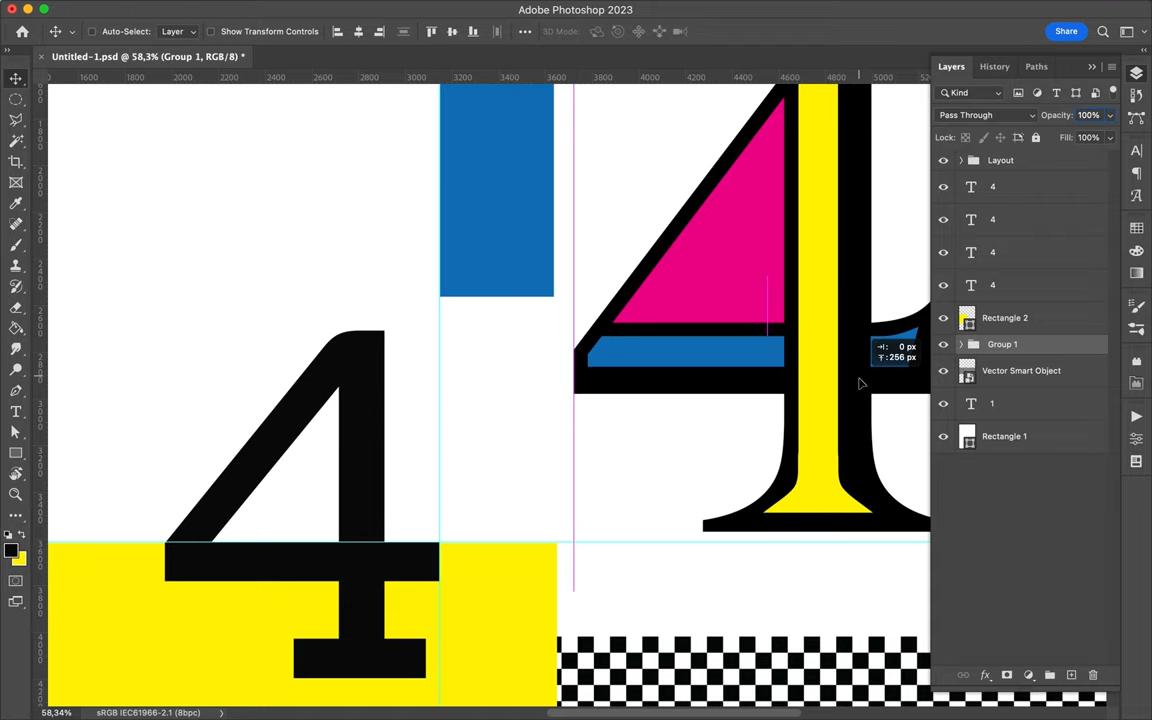 Adobe Photoshop 2023
Auto-Select: Layer Show Transform Controls 3D Mode: Share
Untitled-1.psd @ 58,3% (Group 1, RGB/8) *
1600 1800 2000 2200 2400 2600 2800 3000 3200 3400 3600 3800 4000 4200 4400 4600 4800 5000
Layers History Paths
Kind
Pass Through Opacity: 100%
Lock: Fill: 100%
Layout
T 4
T 4
T 4
T 4
Rectangle 2
Group 1
Vector Smart Object
T 1
Rectangle 1
0 px
256 px
4
4
58,34% sRGB IEC61966-2.1 (8bpc)